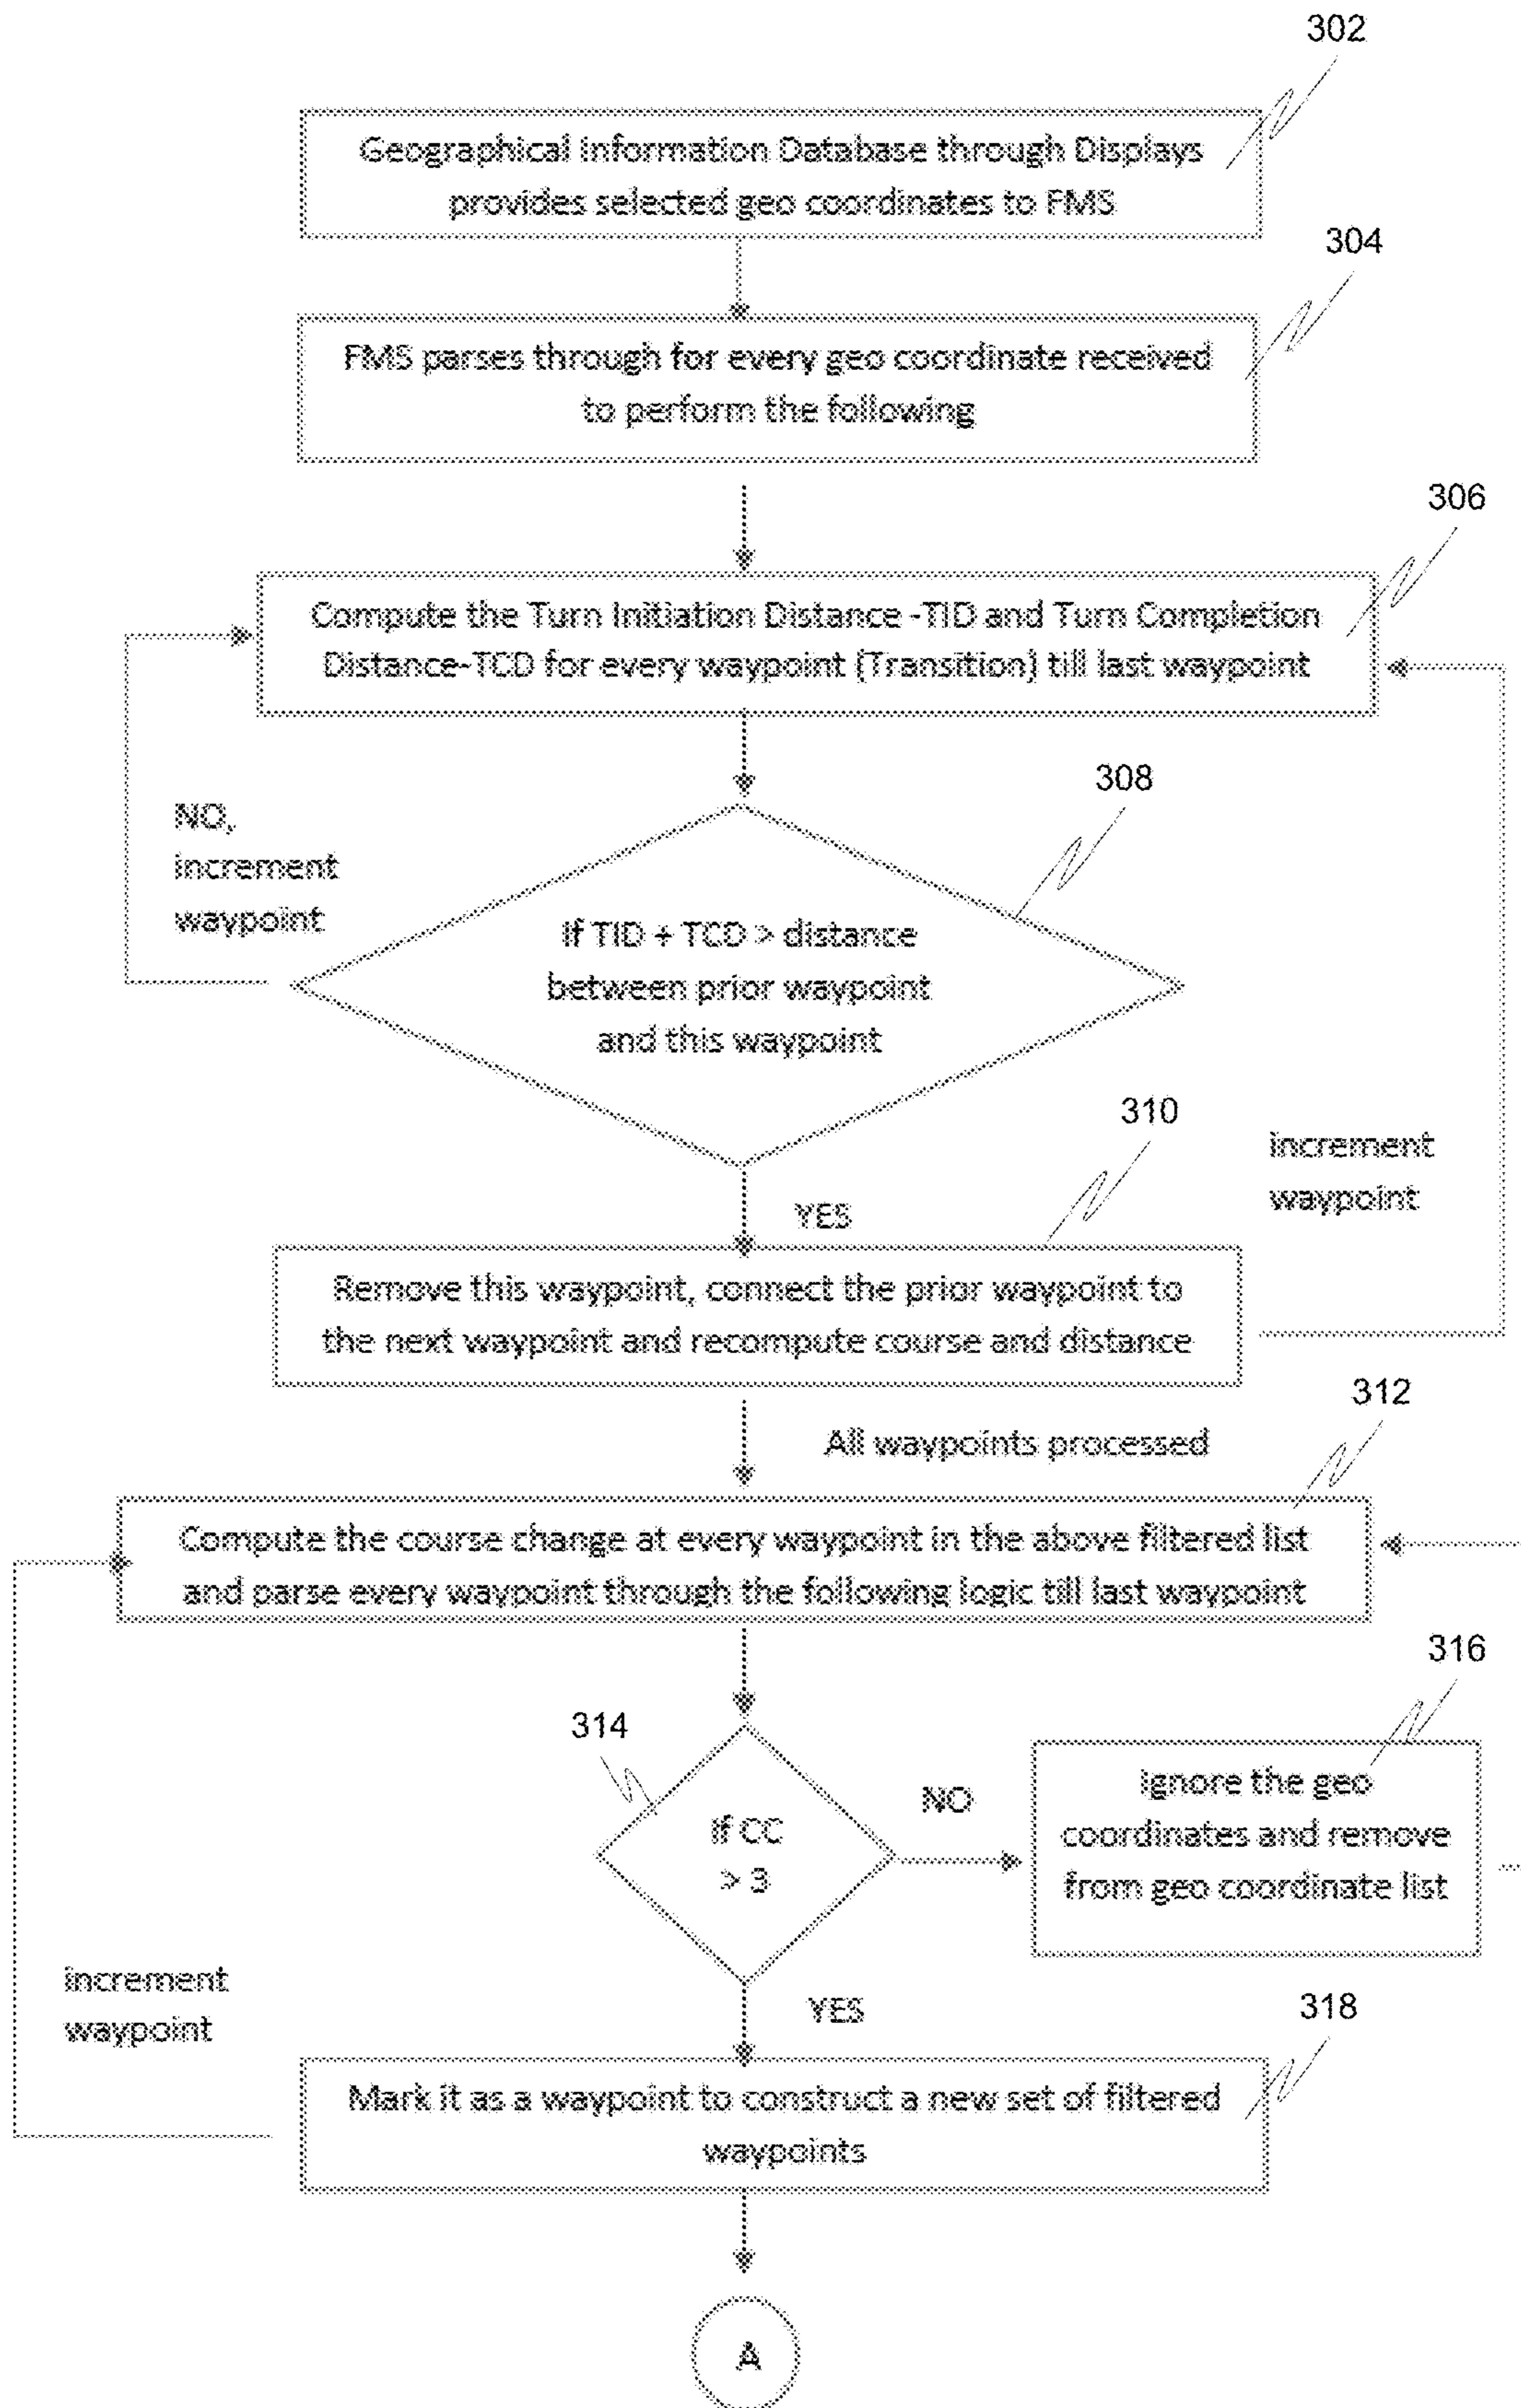 302
Geographical Information Database through Displays
provides selected geo coordinates to FMS
304
FMS parses through for every geo coordinate received
to perform the following
306
Compute the Turn Initiation Distance -TID and Turn Completion
Distance-TCD for every waypoint (Transition) till last waypoint
308
NO,
increment
waypoint
If TID + TCD > distance
between prior waypoint
and this waypoint
310
increment
waypoint
YES
Remove this waypoint, connect the prior waypoint to
the next waypoint and recompute course and distance
312
All waypoints processed
Compute the course change at every waypoint in the above filtered list
and parse every waypoint through the following logic till last waypoint
316
314
If CC
> 3
NO
Ignore the geo
coordinates and remove
from geo coordinate list
increment
waypoint
YES
318
Mark it as a waypoint to construct a new set of filtered
waypoints
A